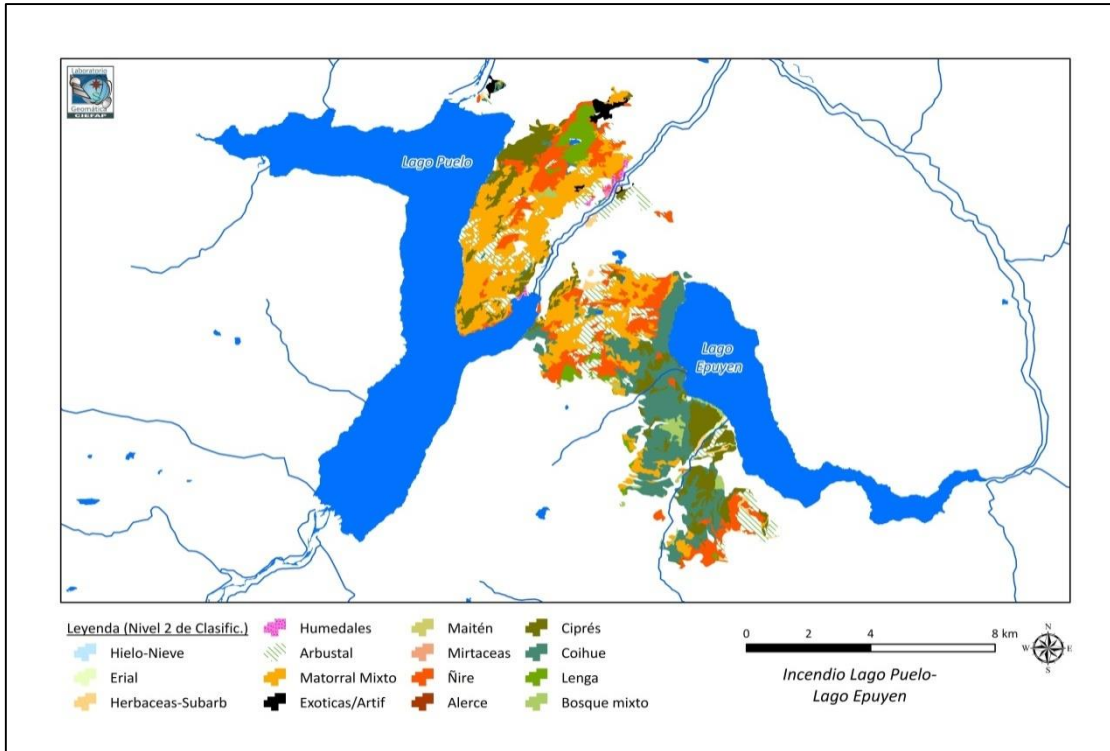 Laboratorio
Geomática
CIEFAP
Lago Puelo
Lago
Epuyen
Leyenda (Nivel 2 de Clasific.)
Hielo-Nieve
Erial
Herbaceas-Subarb
Humedales
Arbustal
Matorral Mixto
Exoticas/Artif
Maitén
Mirtaceas
Ñire
Alerce
Ciprés
Coihue
Lenga
Bosque mixto
0 2 4 8 km
N
W E
S
Incendio Lago Puelo-
Lago Epuyen